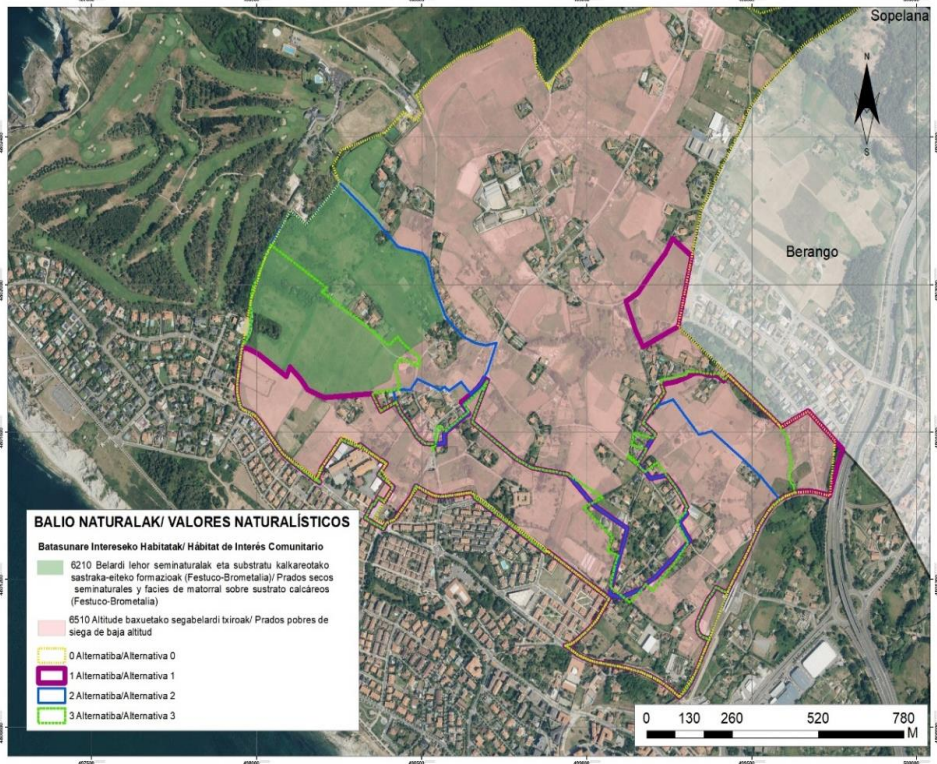 Sopelana
N
S
Berango
BALIO NATURALAK/ VALORES NATURALÍSTICOS
Batasunare Intereseko Habitatak/ Hábitat de Interés Comunitario
6210 Belardi lehor seminaturalak eta substratu kalkareotako
sastraka-eiteko formazioak (Festuco-Brometalia)/ Prados secos
seminaturales y facies de matorral sobre sustrato calcáreos
(Festuco-Brometalia)
6510 Altitude baxuetako segabelardi txiroak/ Prados pobres de
siega de baja altitud
0 Alternatiba/Alternativa 0
1 Alternatiba/Alternativa 1
2 Alternatiba/Alternativa 2
3 Alternatiba/Alternativa 3
0 130 260 520 780
M